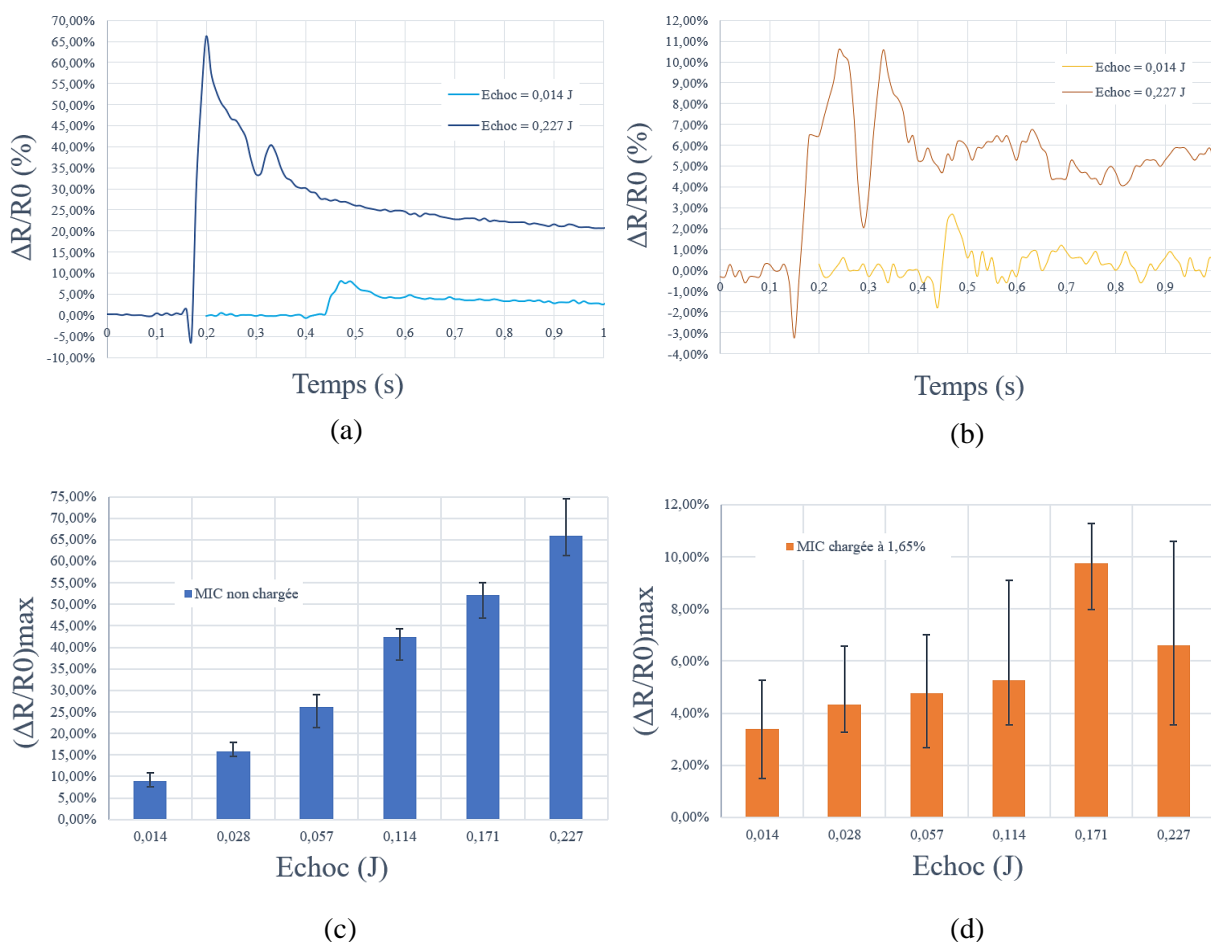 70,00%
65,00%
60,00%
55,00%
50,00%
45,00%
40,00%
35,00%
30,00%
25,00%
20,00%
15,00%
10,00%
5,00%
0,00%
-5,00%
-10,00%
ΔR/R0 (%)
Echoc = 0,014 J
Echoc = 0,227 J
0 0,1 0,2 0,3 0,4 0,5 0,6 0,7 0,8 0,9 1
Temps (s)
(a)
12,00%
11,00%
10,00%
9,00%
8,00%
7,00%
6,00%
5,00%
4,00%
3,00%
2,00%
1,00%
0,00%
-1,00%
-2,00%
-3,00%
-4,00%
ΔR/R0 (%)
Echoc = 0,014 J
Echoc = 0,227 J
0 0,1 0,2 0,3 0,4 0,5 0,6 0,7 0,8 0,9
Temps (s)
(b)
75,00%
70,00%
65,00%
60,00%
55,00%
50,00%
45,00%
40,00%
35,00%
30,00%
25,00%
20,00%
15,00%
10,00%
5,00%
0,00%
(ΔR/R0)max
MIC non chargée
0,014 0,028 0,057 0,114 0,171 0,227
Echoc (J)
(c)
12,00%
10,00%
8,00%
6,00%
4,00%
2,00%
0,00%
(ΔR/R0)max
MIC chargée à 1,65%
0,014 0,028 0,057 0,114 0,171 0,227
Echoc (J)
(d)